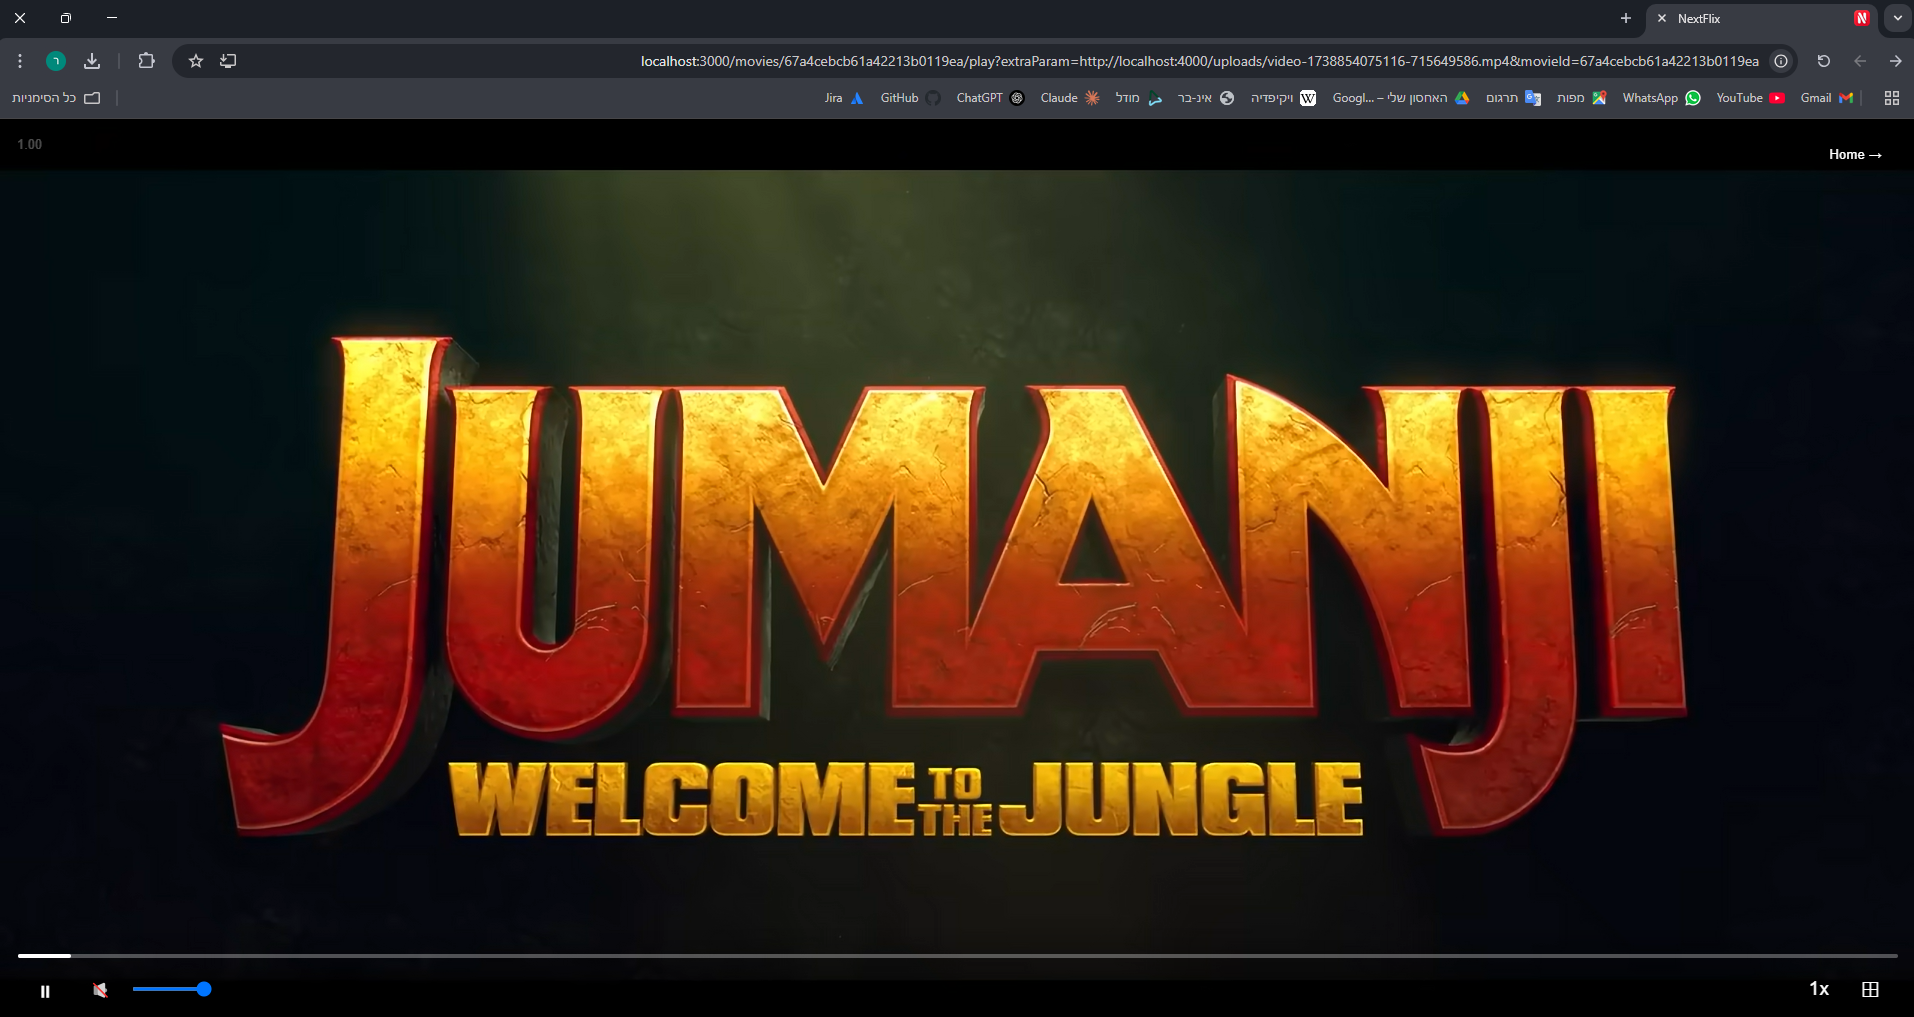 NextFlix
localhost:3000/movies/67a4cebcb61a42213b0119ea/play?extraParam=http://localhost:4000/uploads/video-1738854075116-715649586.mp4&movieId=67a4cebcb61a42213b0119ea
ר
Gmail YouTube WhatsApp מפות תרגום האחסון שלי – Googl... ויקיפדיה אינ-בר מודל Claude ChatGPT GitHub Jira כל הסימניות
1.00
Home →
JUMANJI
WELCOME TO THE JUNGLE
1x